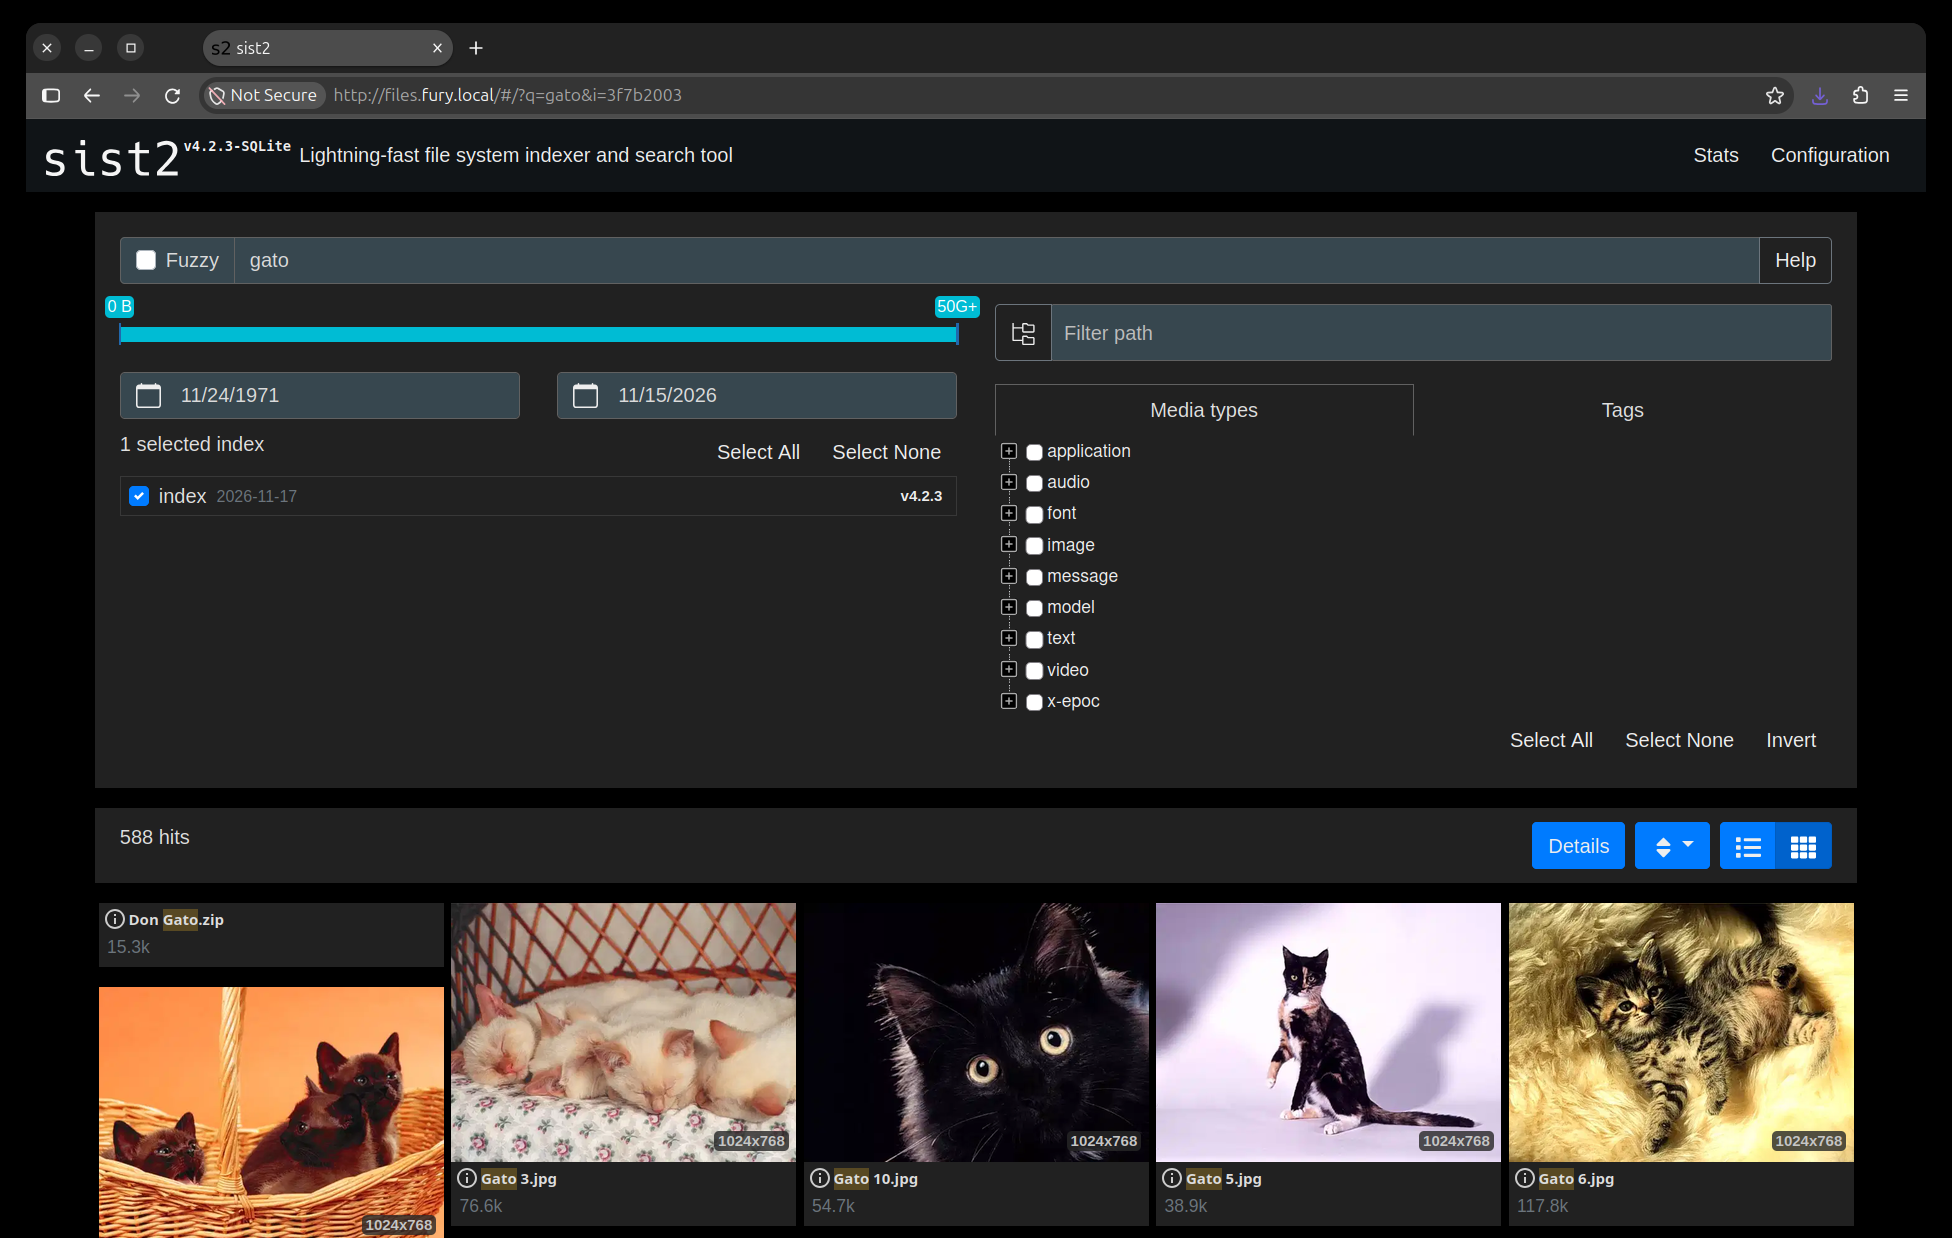 s2 sist2
Not Secure http://files.fury.local/#/?q=gato&i=3f7b2003
sist2 v4.2.3-SQLite Lightning-fast file system indexer and search tool
Stats Configuration
Fuzzy gato Help
0 B 50G+
Filter path
11/24/1971 11/15/2026
1 selected index
Select All Select None
index 2026-11-17 v4.2.3
Media types Tags
application
audio
font
image
message
model
text
video
x-epoc
Select All Select None Invert
588 hits
Details
Don Gato.zip
15.3k
1024x768
1024x768
Gato 3.jpg
76.6k
1024x768
Gato 10.jpg
54.7k
1024x768
Gato 5.jpg
38.9k
1024x768
Gato 6.jpg
117.8k